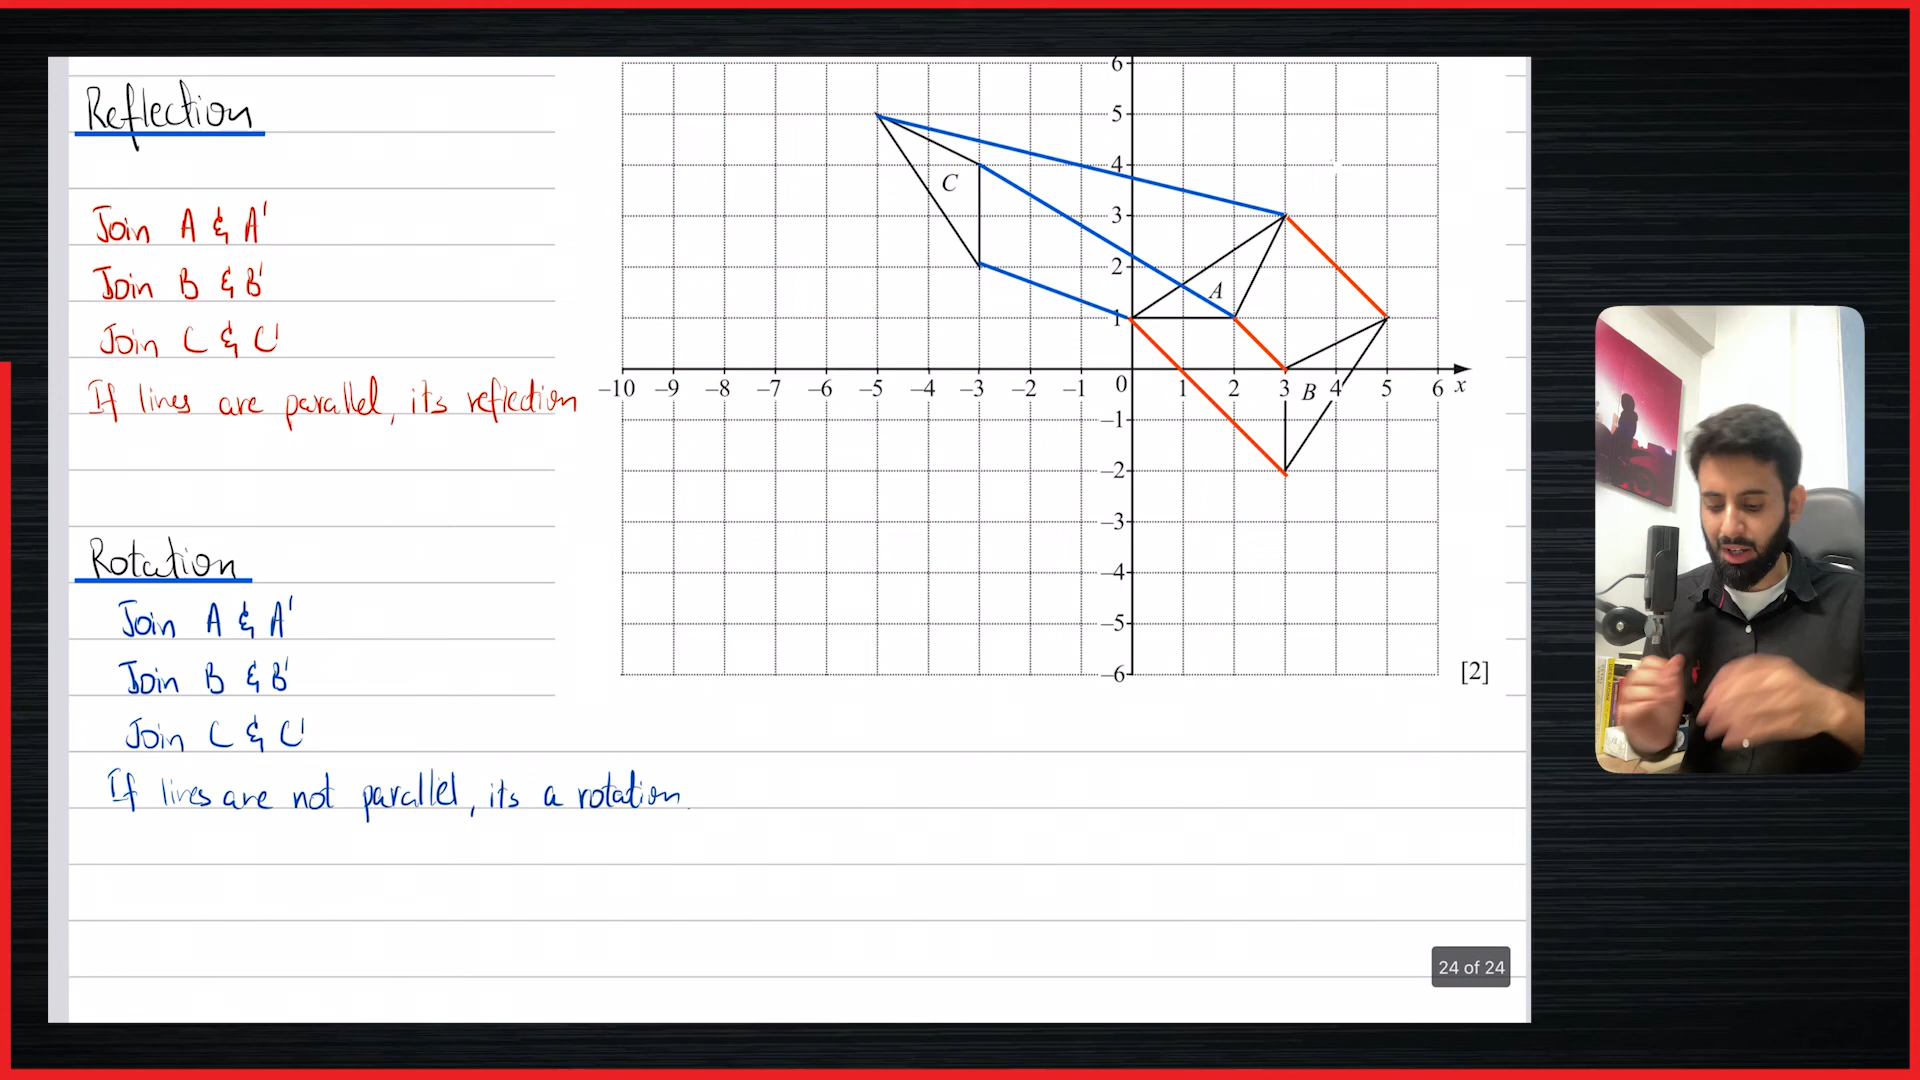 Reflection
Join A & A'
Join B & B'
Join C & C'
If lines are parallel, its reflection
Rotation
Join A & A'
Join B & B'
Join C & C'
If lines are not parallel, its a rotation.
6
5
4
3
2
1
–10 –9 –8 –7 –6 –5 –4 –3 –2 –1 0 1 2 3 4 5 6 x
–1
–2
–3
–4
–5
–6
C
A
B
[2]
24 of 24